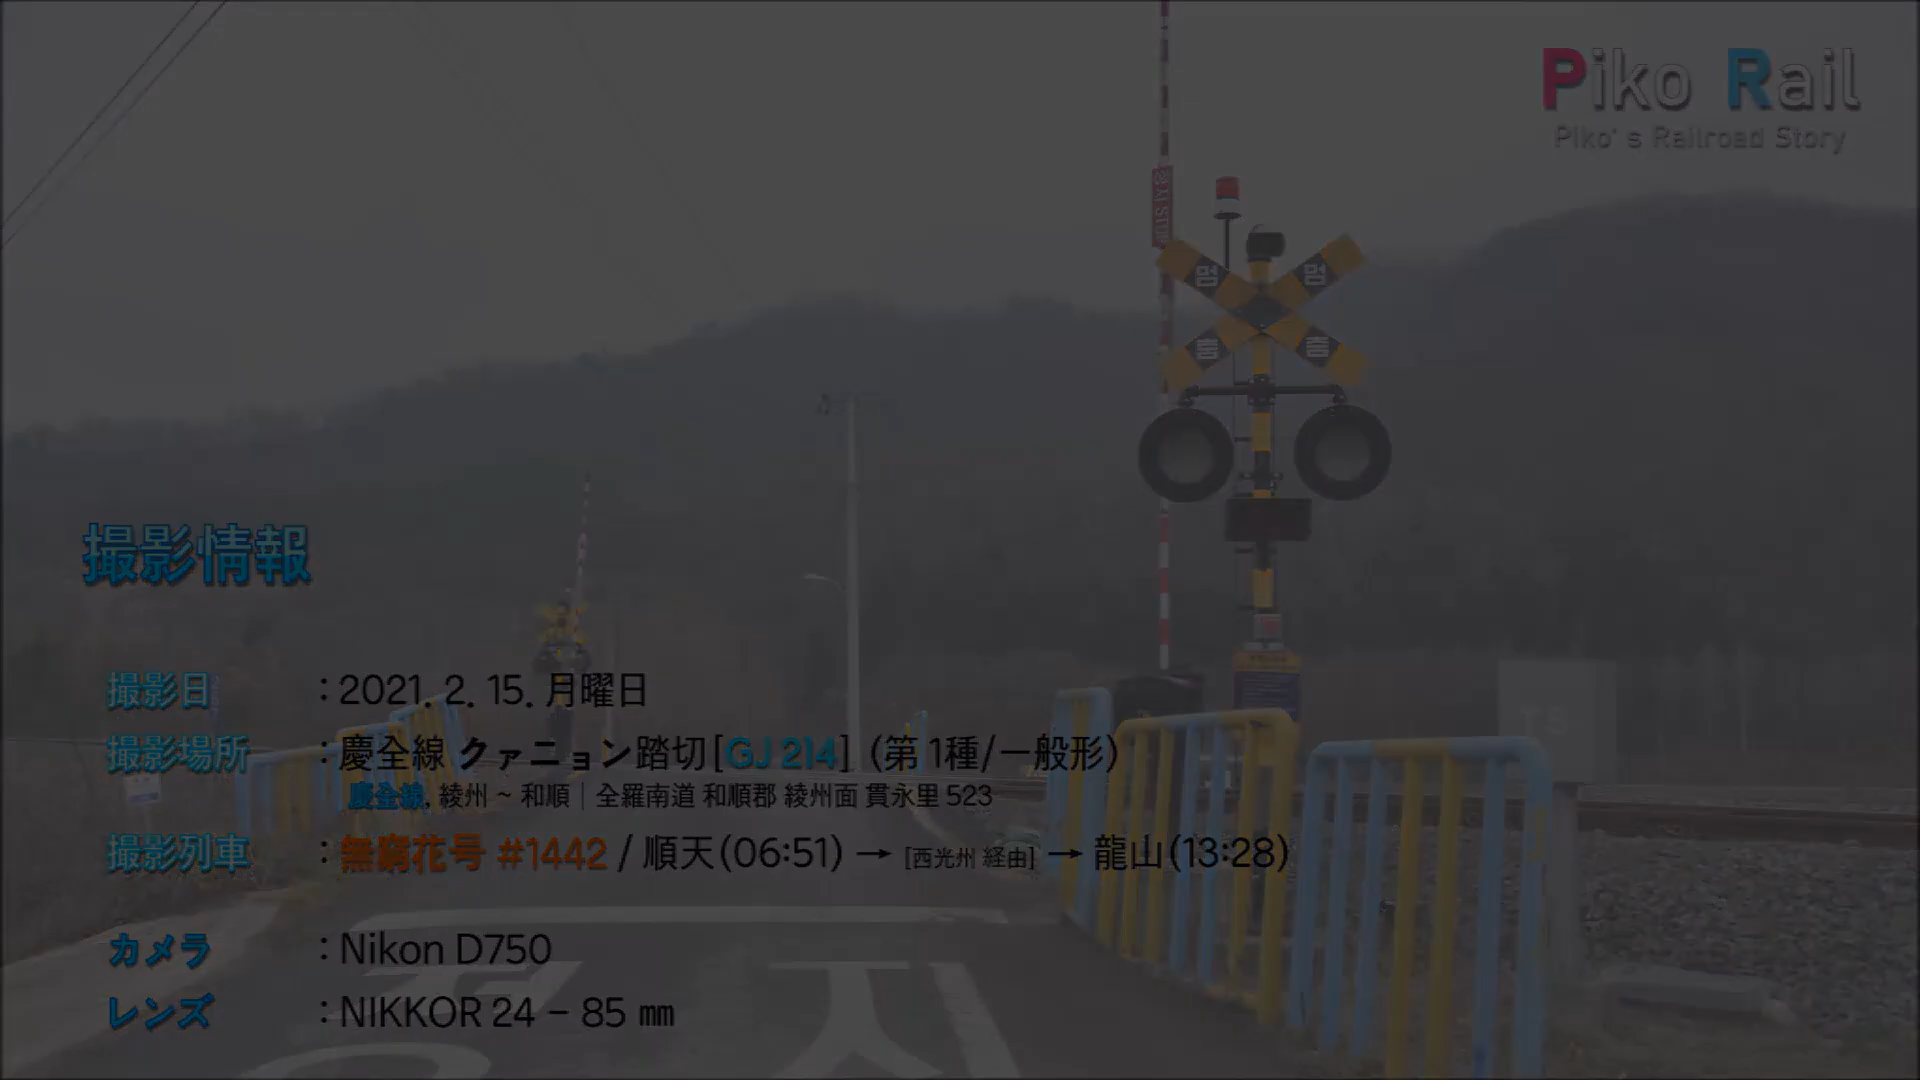 Piko Rail
Piko's Railroad Story
멈 멈
춤 춤
撮影情報
撮影日 : 2021. 2. 15. 月曜日
撮影場所 : 慶全線 クァニョン踏切 [GJ 214] (第 1種/一般形)
慶全線, 綾州 ~ 和順 | 全羅南道 和順郡 綾州面 貫永里 523
撮影列車 : 無窮花号 #1442 / 順天(06:51) → [西光州 経由] → 龍山(13:28)
カメラ : Nikon D750
レンズ : NIKKOR 24 - 85 ㎜